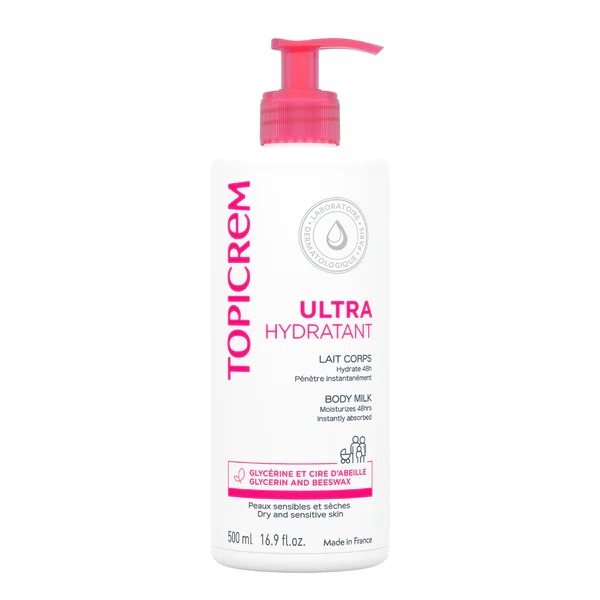 TOPICREM
LABORATOIRE
DERMATOLOGIQUE • PARIS
ULTRA
HYDRATANT
LAIT CORPS
Hydrate 48h
Pénètre instantanément
BODY MILK
Moisturizes 48hrs
Instantly absorbed
GLYCÉRINE ET CIRE D'ABEILLE
GLYCERIN AND BEESWAX
Peaux sensibles et sèches
Dry and sensitive skin
500 ml 16.9 fl.oz. Made in France